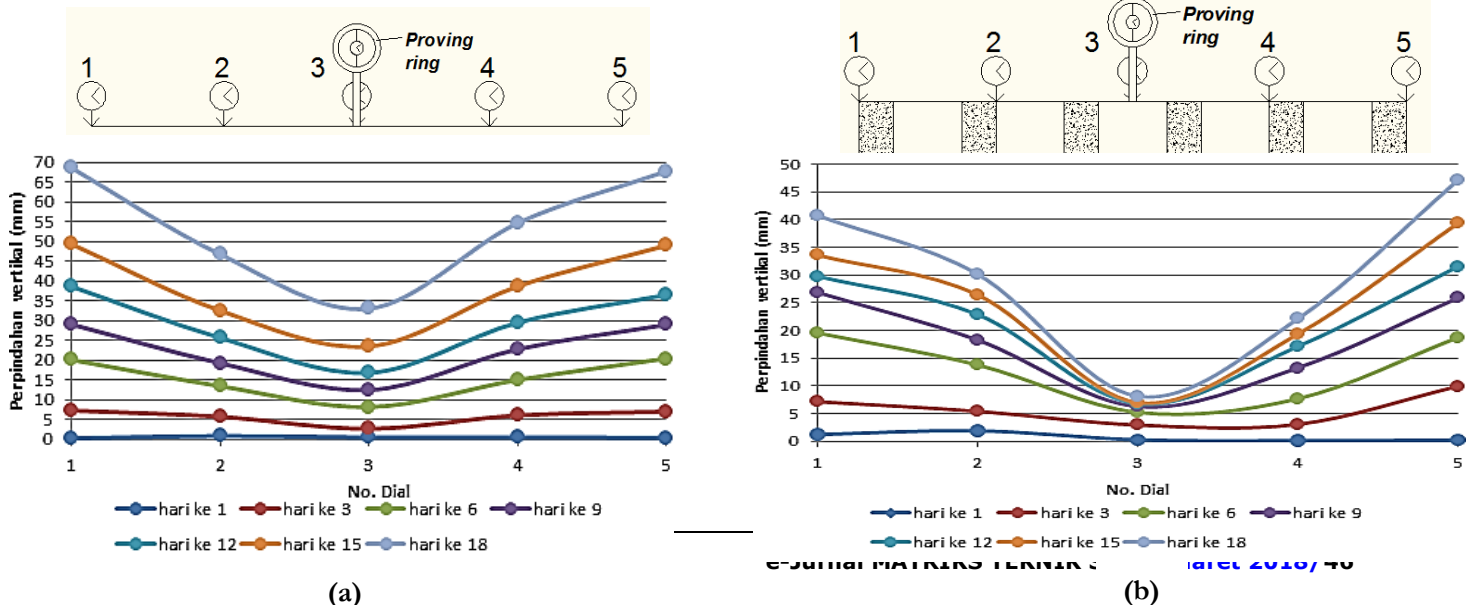 1 2 3 4 5
Proving
ring
Perpindahan vertikal (mm)
70
65
60
55
50
45
40
35
30
25
20
15
10
5
0
1 2 3 4 5
No. Dial
hari ke 1 hari ke 3 hari ke 6 hari ke 9
hari ke 12 hari ke 15 hari ke 18
(a)
1 2 3 4 5
Proving
ring
Perpindahan vertikal (mm)
50
45
40
35
30
25
20
15
10
5
0
1 2 3 4 5
No. Dial
hari ke 1 hari ke 3 hari ke 6 hari ke 9
hari ke 12 hari ke 15 hari ke 18
e-Jurnal MATRIKS TEKNIK 2018/46
(b)